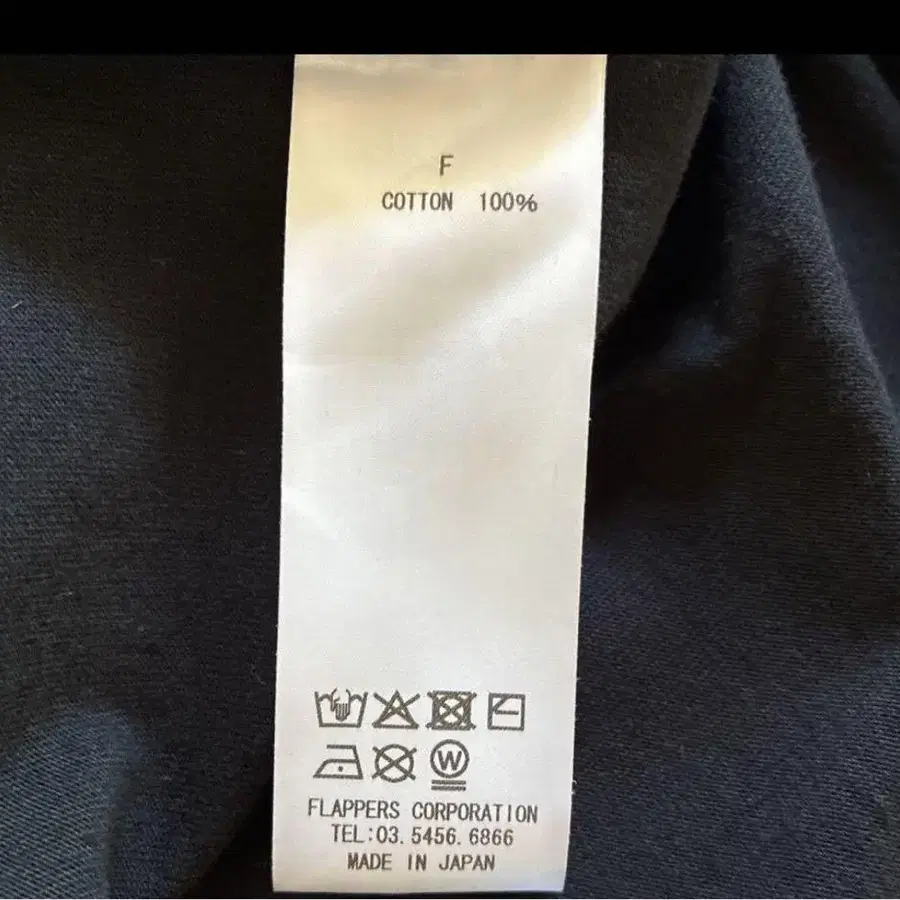 F
COTTON 100%
W
FLAPPERS CORPORATION
TEL:03.5456.6866
MADE IN JAPAN